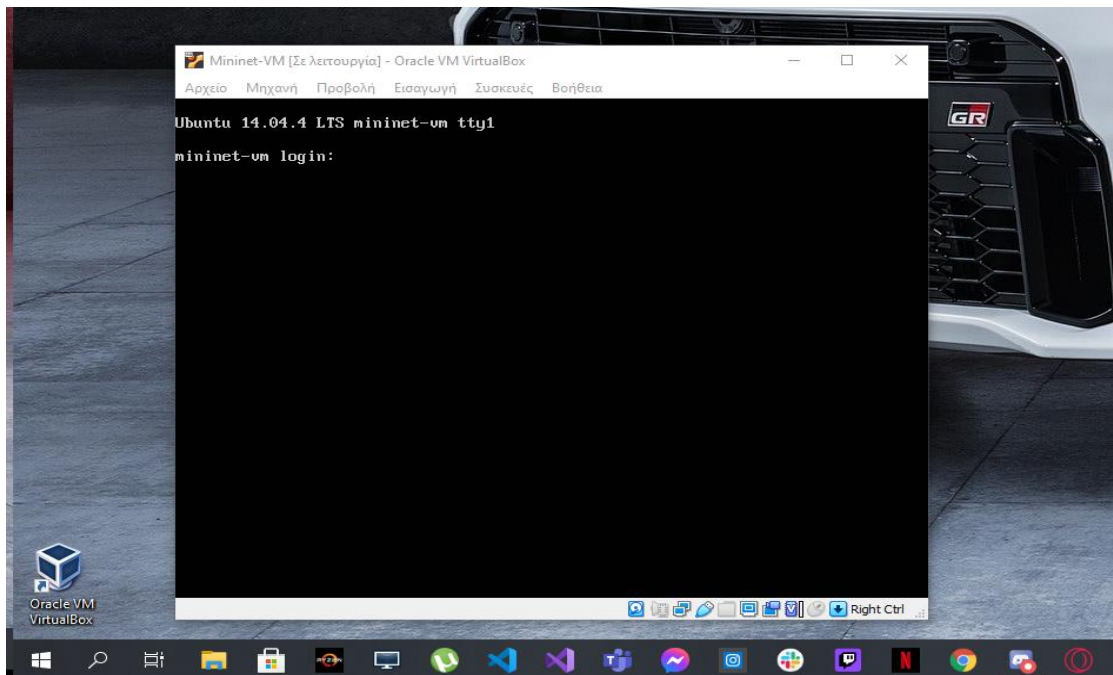 GR
Mininet-VM [Σε λειτουργία] - Oracle VM VirtualBox
Αρχείο Μηχανή Προβολή Εισαγωγή Συσκευές Βοήθεια
Ubuntu 14.04.4 LTS mininet-vm tty1
mininet-vm login:
Right Ctrl
Oracle VM
VirtualBox
RYZEN
N